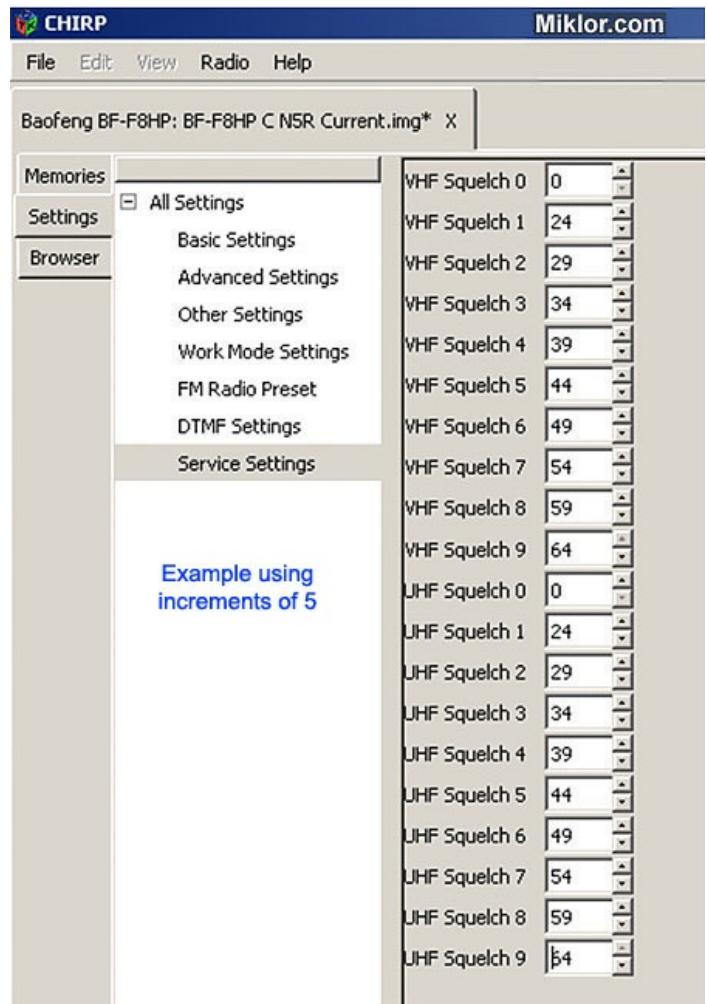 CHIRP
Miklor.com
File Edit View Radio Help
Baofeng BF-F8HP: BF-F8HP C N5R Current.img* X
Memories
Settings
Browser
All Settings
Basic Settings
Advanced Settings
Other Settings
Work Mode Settings
FM Radio Preset
DTMF Settings
Service Settings
Example using
increments of 5
VHF Squelch 0 0
VHF Squelch 1 24
VHF Squelch 2 29
VHF Squelch 3 34
VHF Squelch 4 39
VHF Squelch 5 44
VHF Squelch 6 49
VHF Squelch 7 54
VHF Squelch 8 59
VHF Squelch 9 64
UHF Squelch 0 0
UHF Squelch 1 24
UHF Squelch 2 29
UHF Squelch 3 34
UHF Squelch 4 39
UHF Squelch 5 44
UHF Squelch 6 49
UHF Squelch 7 54
UHF Squelch 8 59
UHF Squelch 9 64